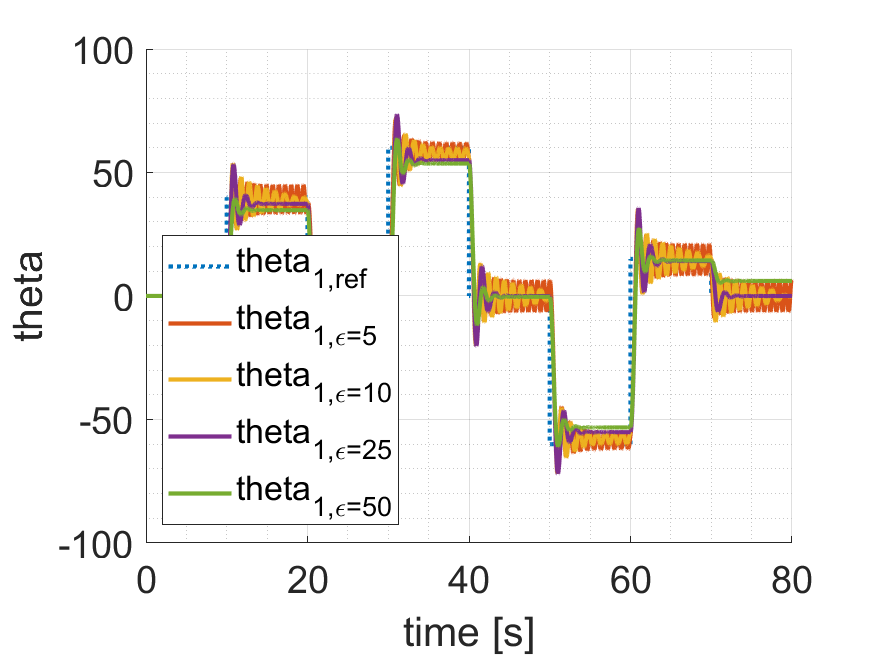 100
50
0
-50
-100
theta
theta1,ref
theta1,ϵ=5
theta1,ϵ=10
theta1,ϵ=25
theta1,ϵ=50
0 20 40 60 80
time [s]